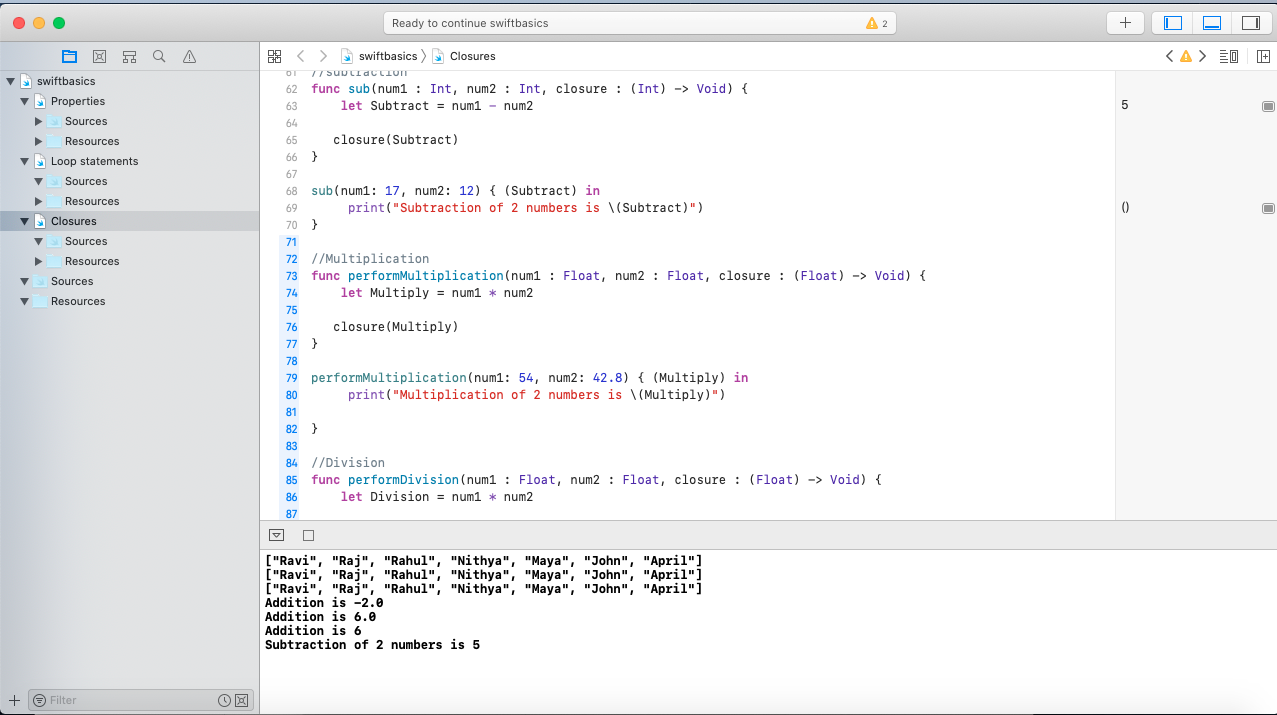 Ready to continue swiftbasics
2
swiftbasics
Closures
swiftbasics
Properties
Sources
Resources
Loop statements
Sources
Resources
Closures
Sources
Resources
Sources
Resources
Filter
61 //subtraction
62 func sub(num1 : Int, num2 : Int, closure : (Int) -> Void) {
63 let Subtract = num1 - num2
64
65 closure(Subtract)
66 }
67
68 sub(num1: 17, num2: 12) { (Subtract) in
69 print("Subtraction of 2 numbers is \(Subtract)")
70 }
71
72 //Multiplication
73 func performMultiplication(num1 : Float, num2 : Float, closure : (Float) -> Void) {
74 let Multiply = num1 * num2
75
76 closure(Multiply)
77 }
78
79 performMultiplication(num1: 54, num2: 42.8) { (Multiply) in
80 print("Multiplication of 2 numbers is \(Multiply)")
81
82 }
83
84 //Division
85 func performDivision(num1 : Float, num2 : Float, closure : (Float) -> Void) {
86 let Division = num1 * num2
87
5
()
["Ravi", "Raj", "Rahul", "Nithya", "Maya", "John", "April"]
["Ravi", "Raj", "Rahul", "Nithya", "Maya", "John", "April"]
["Ravi", "Raj", "Rahul", "Nithya", "Maya", "John", "April"]
Addition is -2.0
Addition is 6.0
Addition is 6
Subtraction of 2 numbers is 5